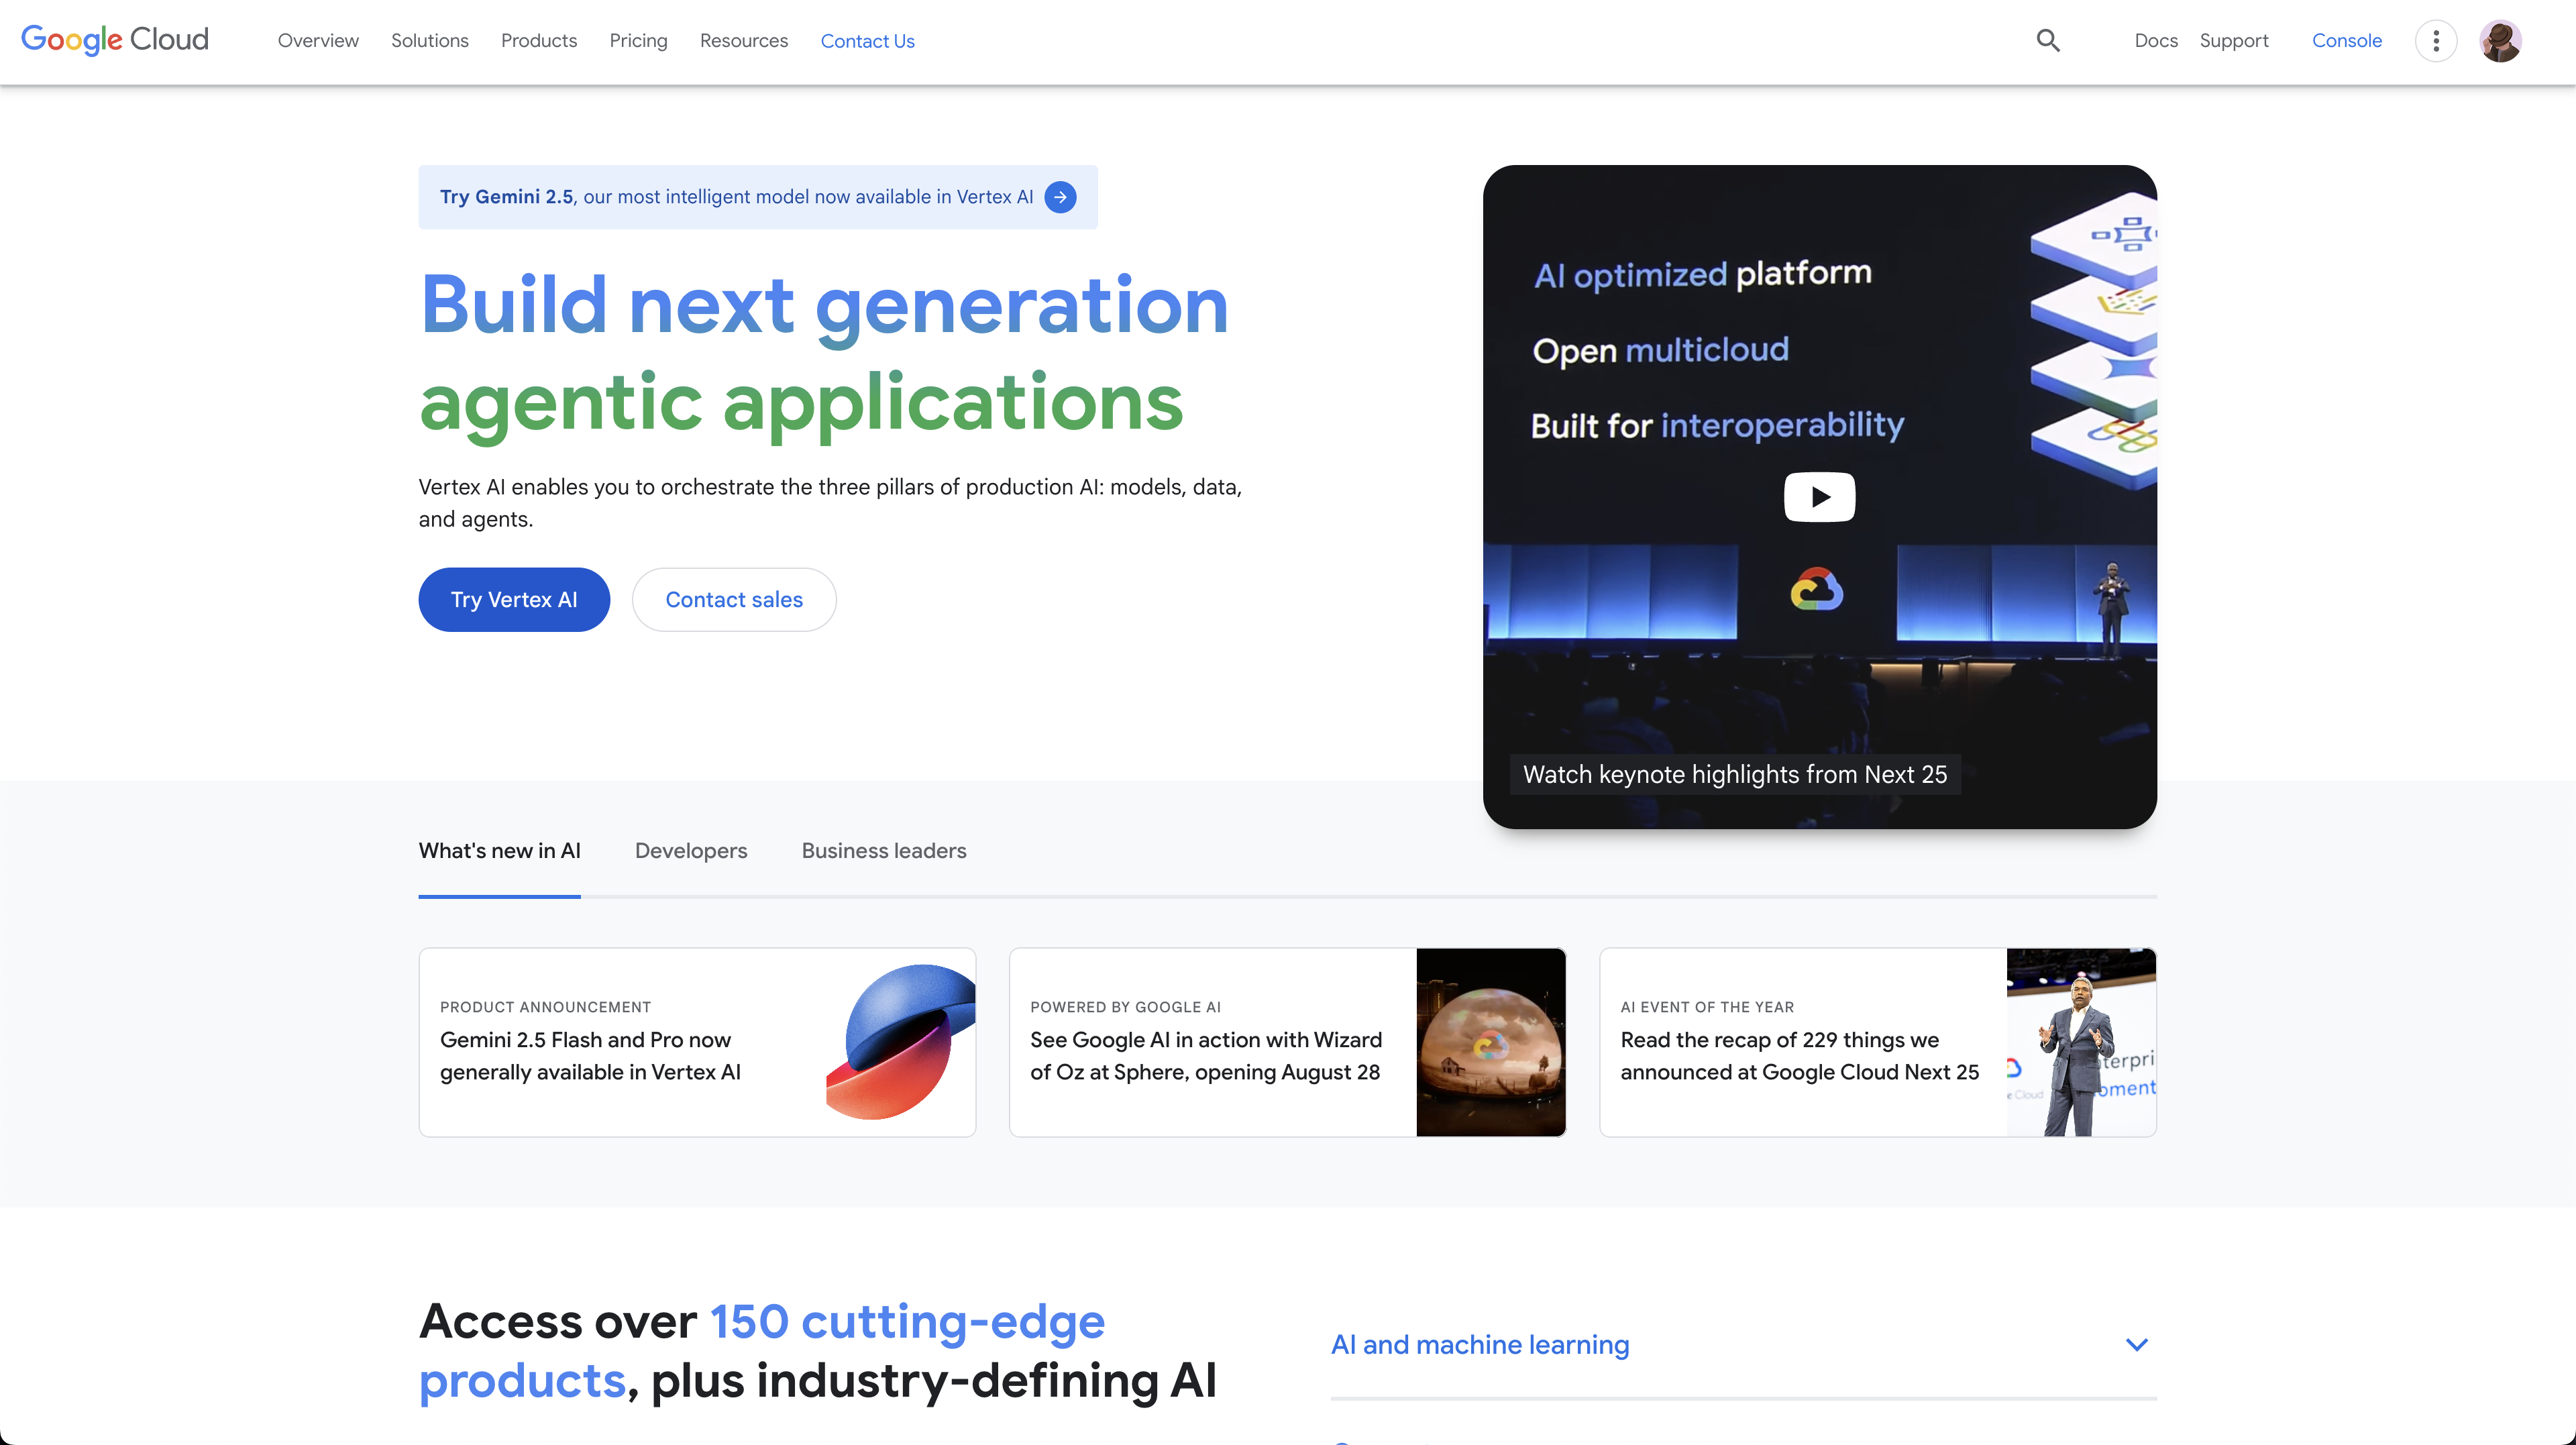 Google Cloud
Overview
Solutions
Products
Pricing
Resources
Contact Us
Docs
Support
Console
Try Gemini 2.5, our most intelligent model now available in Vertex AI
Build next generation
agentic applications
Vertex AI enables you to orchestrate the three pillars of production AI: models, data,
and agents.
Try Vertex AI
Contact sales
AI optimized platform
Open multicloud
Built for interoperability
Watch keynote highlights from Next 25
What's new in AI
Developers
Business leaders
PRODUCT ANNOUNCEMENT
Gemini 2.5 Flash and Pro now
generally available in Vertex AI
POWERED BY GOOGLE AI
See Google AI in action with Wizard
of Oz at Sphere, opening August 28
AI EVENT OF THE YEAR
Read the recap of 229 things we
announced at Google Cloud Next 25
Cloud
Access over 150 cutting-edge
products, plus industry-defining AI
AI and machine learning